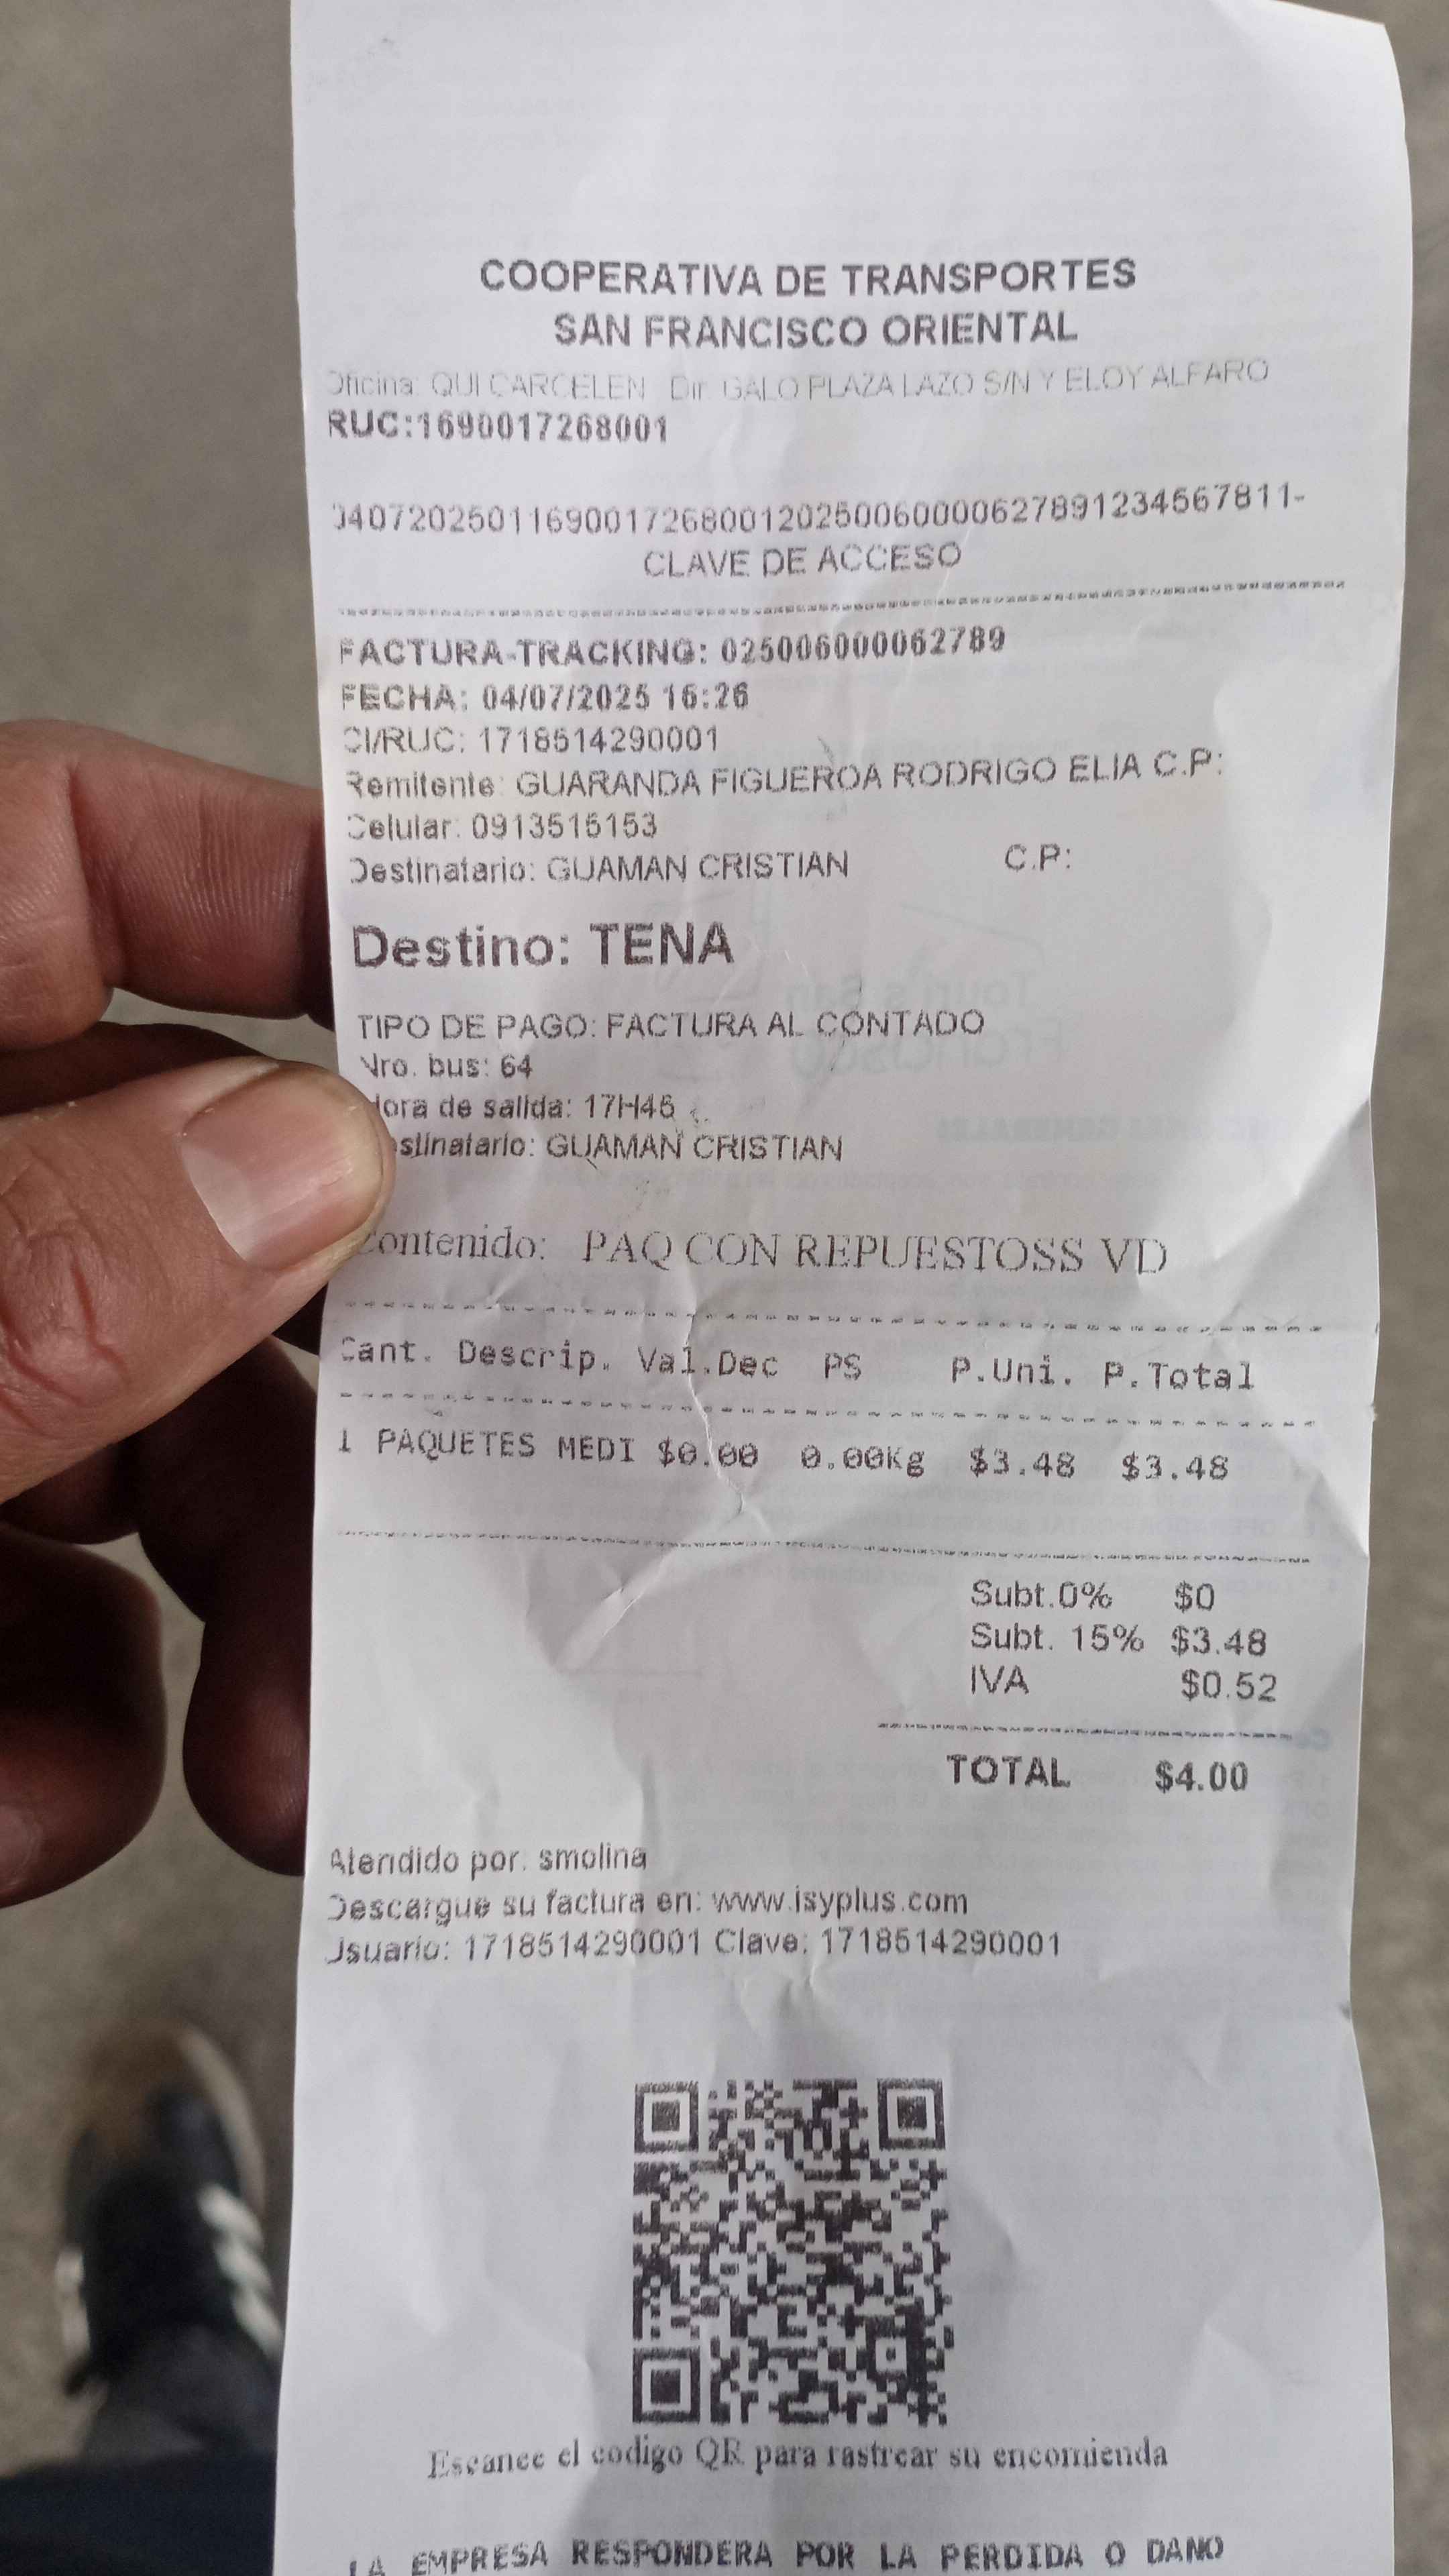 COOPERATIVA DE TRANSPORTES
SAN FRANCISCO ORIENTAL
Oficina: QUI CARCELEN Dir: GALO PLAZA LAZO S/N Y ELOY ALFARO
RUC:1690017268001
0407202501169001726800120250060000627891234567811-
CLAVE DE ACCESO
FACTURA-TRACKING: 025006000062789
FECHA: 04/07/2025 16:26
CI/RUC: 1718514290001
Remitente: GUARANDA FIGUEROA RODRIGO ELIA C.P:
Celular: 0913515153
Destinatario: GUAMAN CRISTIAN C.P:
Destino: TENA
TIPO DE PAGO: FACTURA AL CONTADO
Nro. bus: 64
Hora de salida: 17H46
estinatario: GUAMAN CRISTIAN
Contenido: PAQ CON REPUESTOSS VD
Cant. Descrip. Val.Dec PS P.Uni. P.Total
1 PAQUETES MEDI $0.00 0.00Kg $3.48 $3.48
Subt.0% $0
Subt. 15% $3.48
IVA $0.52
TOTAL $4.00
Atendido por: smolina
Descargue su factura en: www.isyplus.com
Usuario: 1718514290001 Clave: 1718514290001
Escanee el codigo QR para rastrear su encomienda
LA EMPRESA RESPONDERA POR LA PERDIDA O DANO